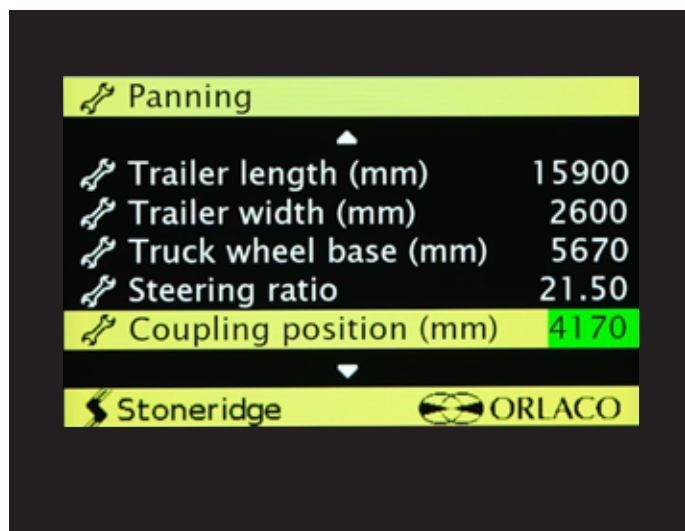 Panning
Trailer length (mm) 15900
Trailer width (mm) 2600
Truck wheel base (mm) 5670
Steering ratio 21.50
Coupling position (mm) 4170
Stoneridge ORLACO